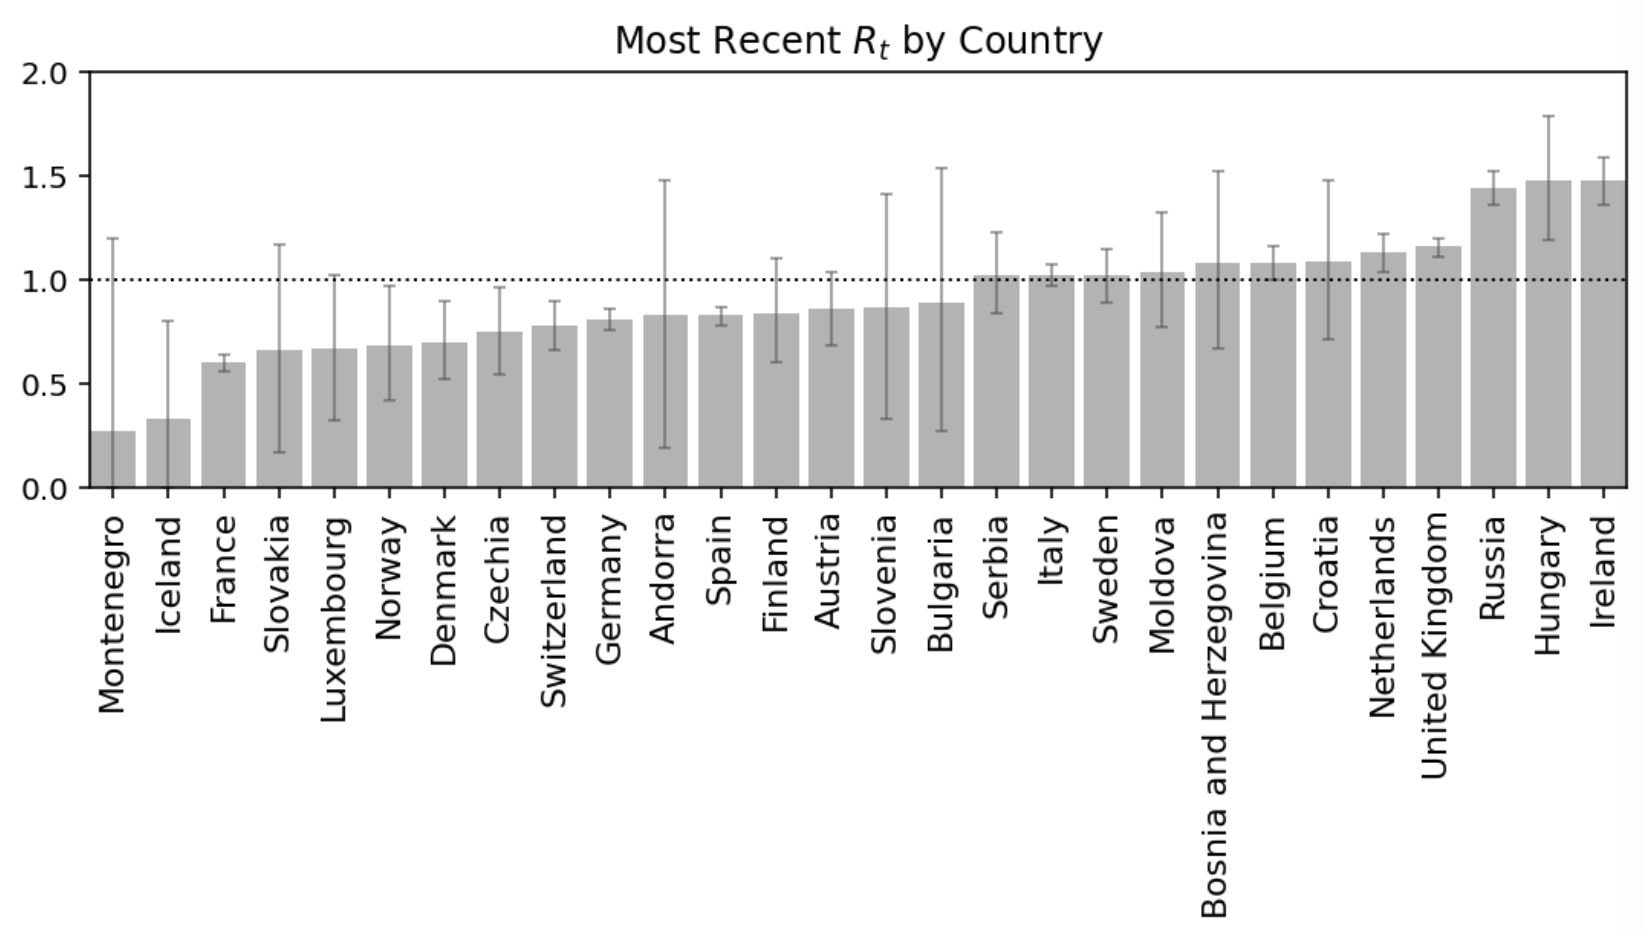 Most Recent R_t by Country
2.0
1.5
1.0
0.5
0.0
Montenegro
Iceland
France
Slovakia
Luxembourg
Norway
Denmark
Czechia
Switzerland
Germany
Andorra
Spain
Finland
Austria
Slovenia
Bulgaria
Serbia
Italy
Sweden
Moldova
Bosnia and Herzegovina
Belgium
Croatia
Netherlands
United Kingdom
Russia
Hungary
Ireland